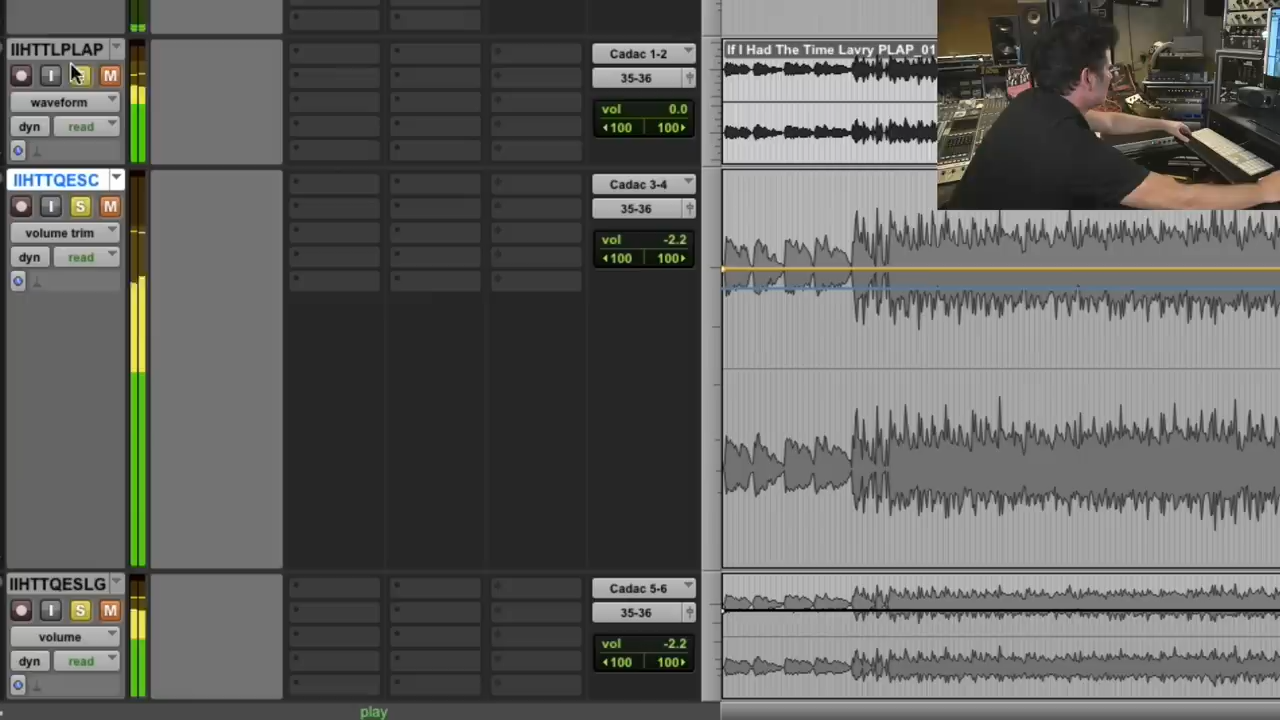 IIHTTLPLAP
Cadac 1-2
If I Had The Time Lavry PLAP_01
I S M
35-36
waveform
vol 0.0
dyn read
100 100
IIHTTQESC
Cadac 3-4
I S M
35-36
volume trim
vol -2.2
dyn read
100 100
IIHTTQESLG
Cadac 5-6
I S M
35-36
volume
vol -2.2
dyn read
100 100
play